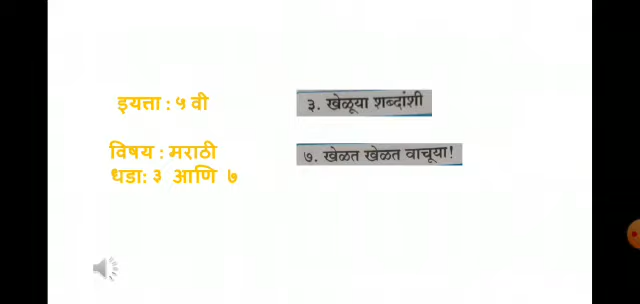 इयत्ता : ५ वी
३. खेळूया शब्दांशी
विषय : मराठी
७. खेळत खेळत वाचूया!
धडा: ३ आणि ७